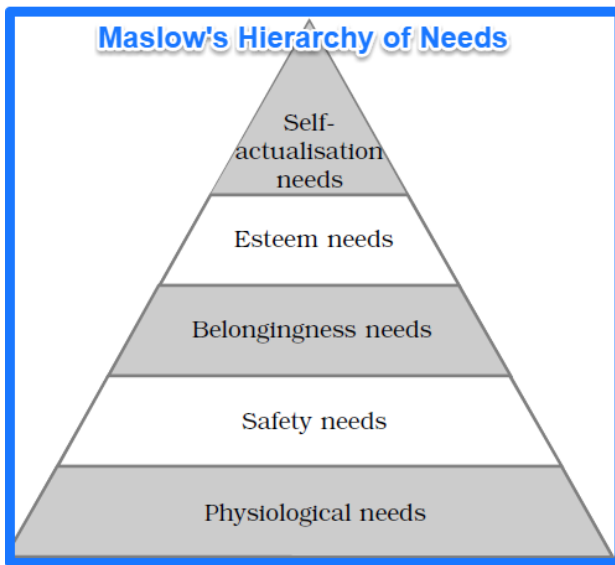 Maslow's Hierarchy of Needs
Self-
actualisation
needs
Esteem needs
Belongingness needs
Safety needs
Physiological needs